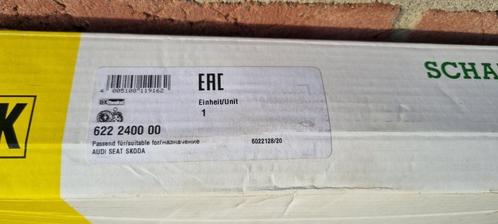 4 005108 119162
EAC
SCHA
LuK
Einheit/Unit
1
622 2400 00
Passend für/suitable for/
6022128/20
AUDI SEAT SKODA
K